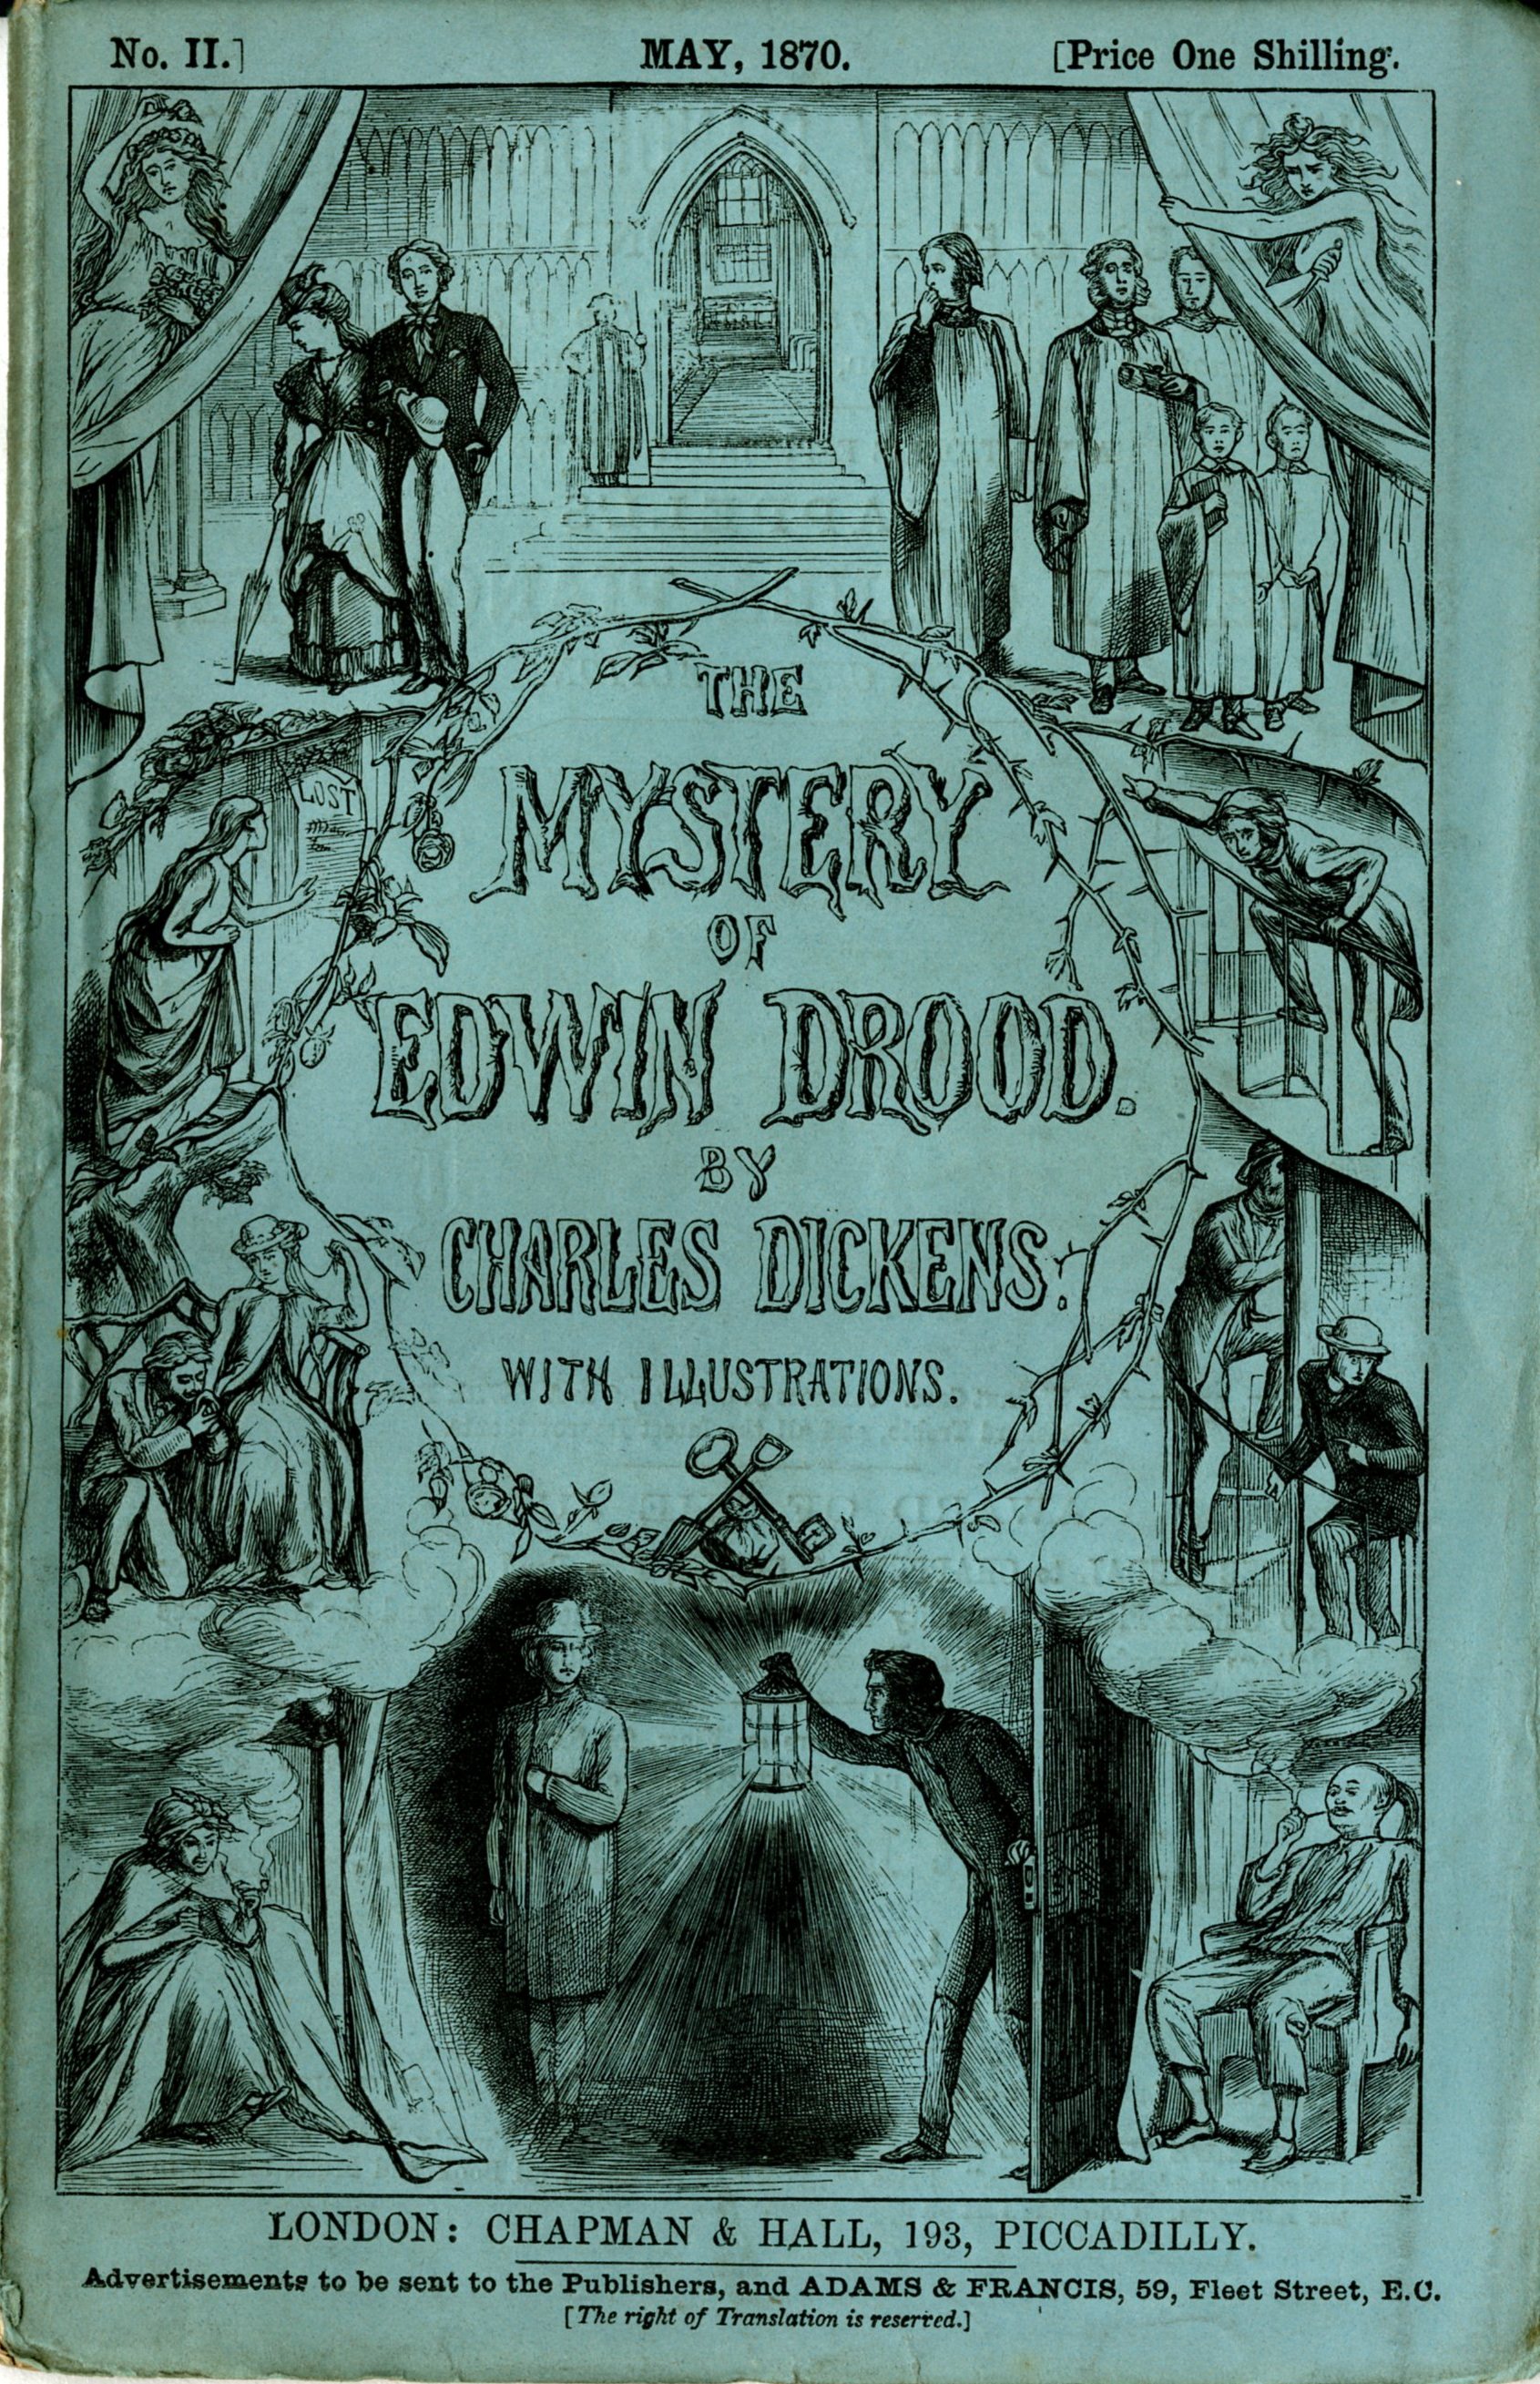 No. II.]
MAY, 1870.
[Price One Shilling.
LOST
THE
MYSTERY
OF
EDWIN DROOD.
BY
CHARLES DICKENS.
WITH ILLUSTRATIONS.
LONDON: CHAPMAN & HALL, 193, PICCADILLY.
Advertisements to be sent to the Publishers, and ADAMS & FRANCIS, 59, Fleet Street, E.C.
[The right of Translation is reserved.]